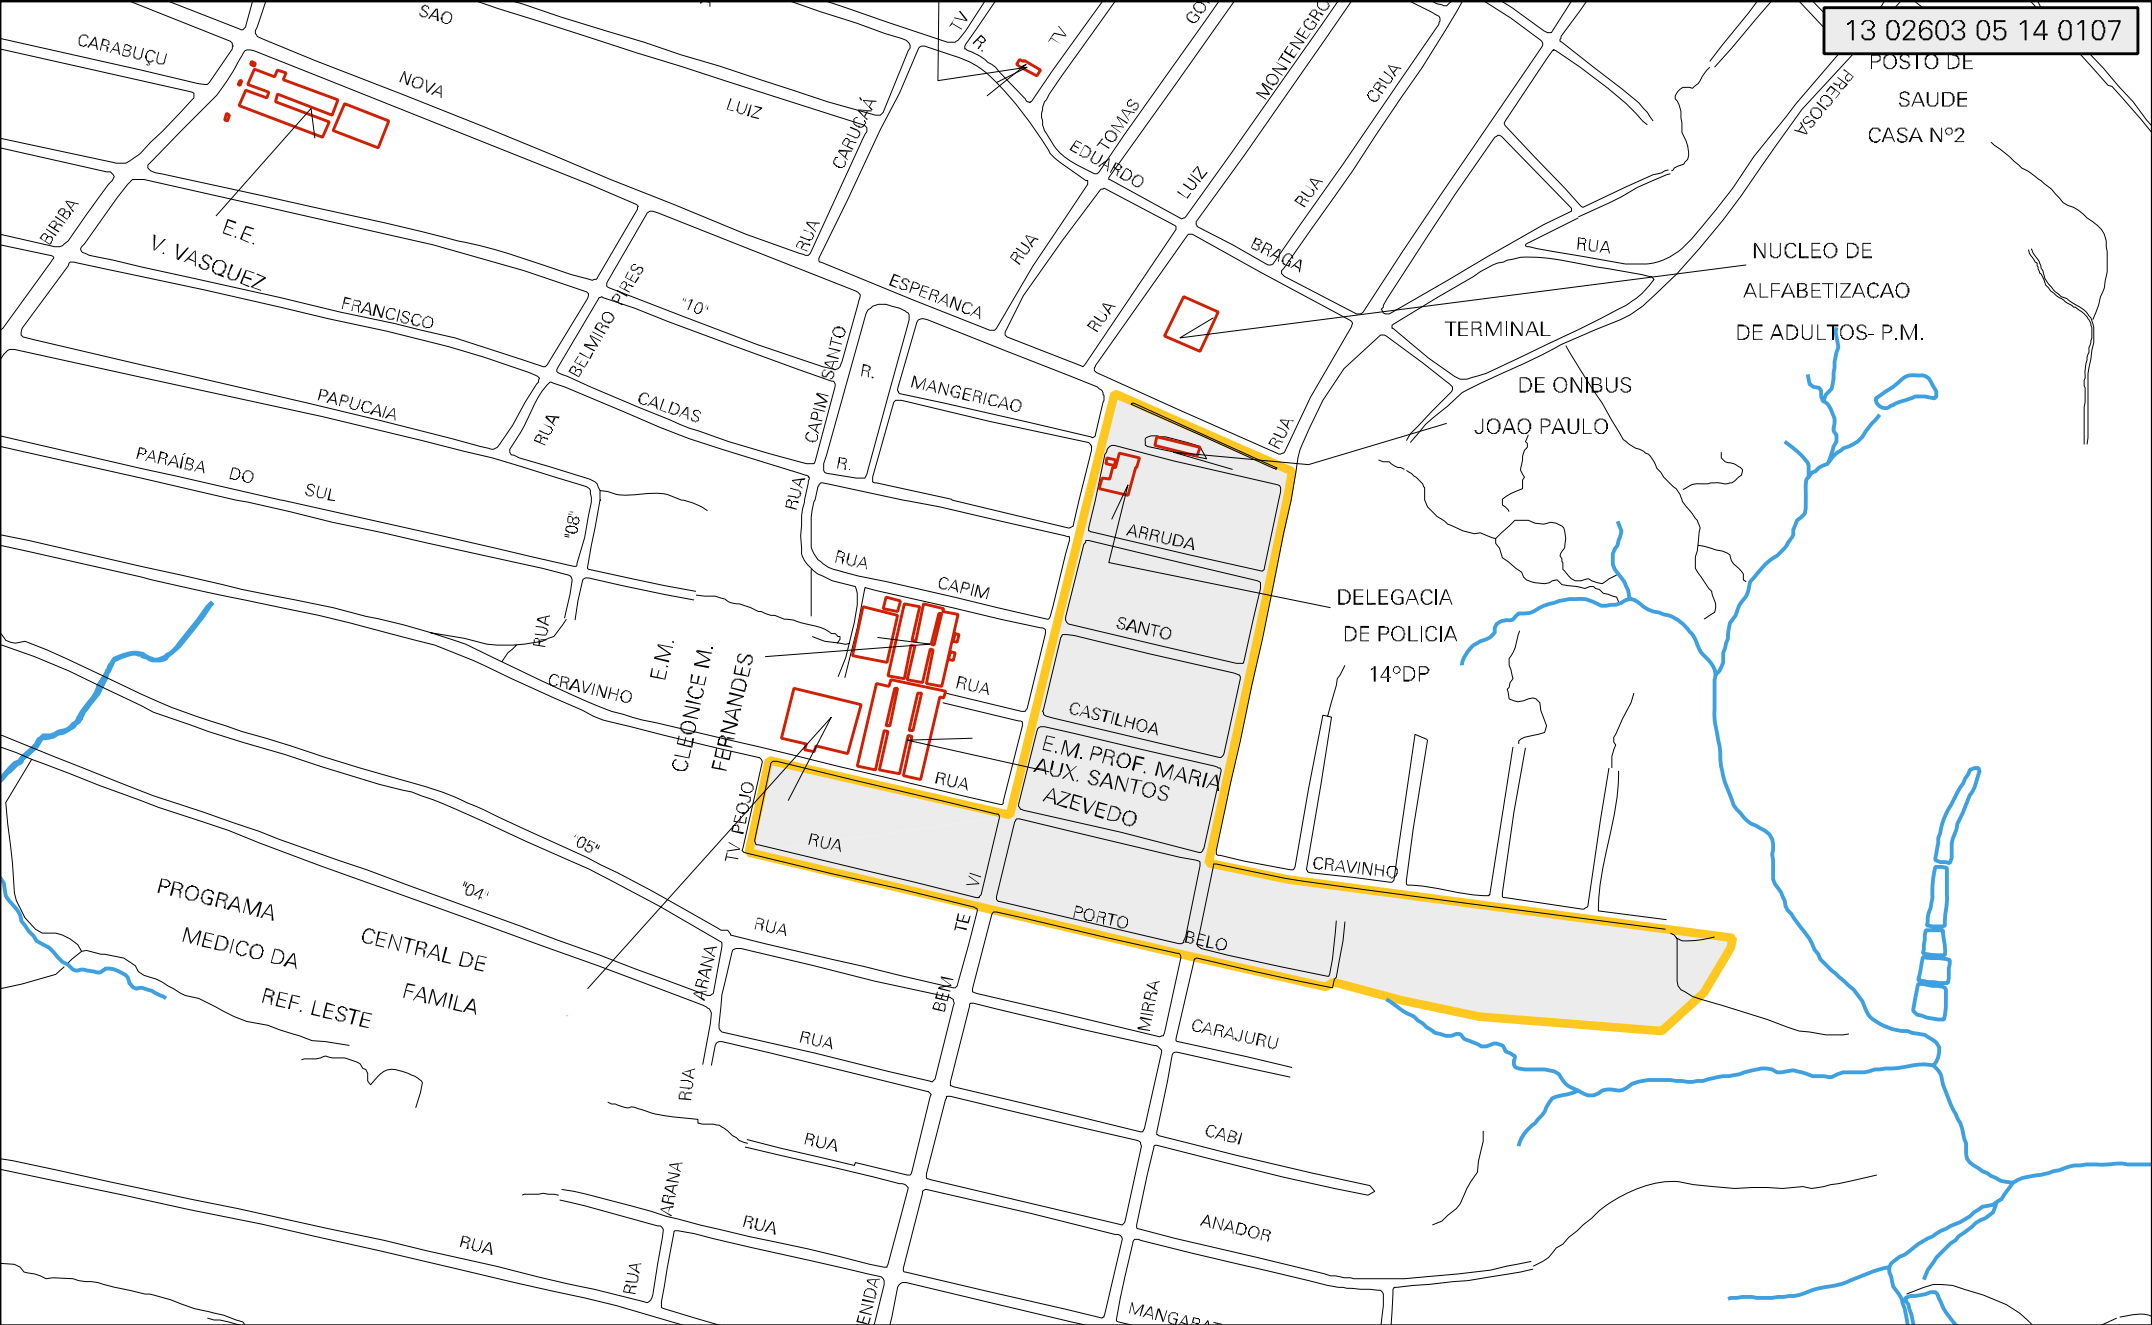 13 02603 05 14 0107
SAO
CARABUÇU
NOVA
LUIZ
CARUCAÁ
RUA
TV
R.
TV
TOMAS
EDUARDO
LUIZ
MONTENEGRO
CRUA
RUA
BRAGA
PRECIOSA
POSTO DE
SAUDE
CASA Nº2
BIRIBA
E.E.
V. VASQUEZ
FRANCISCO
BELMIRO PIRES
"10"
ESPERANCA
RUA
RUA
RUA
NUCLEO DE
ALFABETIZACAO
DE ADULTOS- P.M.
TERMINAL
DE ONIBUS
JOAO PAULO
PAPUCAIA
RUA
CALDAS
CAPIM SANTO
R.
R.
MANGERICAO
RUA
PARAÍBA DO SUL
"08"
RUA
RUA
RUA
CAPIM
ARRUDA
SANTO
CASTILHOA
DELEGACIA
DE POLICIA
14ºDP
E.M.
CLEONICE M.
FERNANDES
CRAVINHO
RUA
RUA
E.M. PROF. MARIA
AUX. SANTOS
AZEVEDO
TV PEOJO
RUA
CRAVINHO
"05"
"04"
PROGRAMA
MEDICO DA
CENTRAL DE
FAMILA
REF. LESTE
RUA
VI
TE
BEM
PORTO
BELO
ARANA
RUA
RUA
MIRRA
CARAJURU
RUA
CABI
ARANA
RUA
RUA
ANADOR
RUA
ENIDA